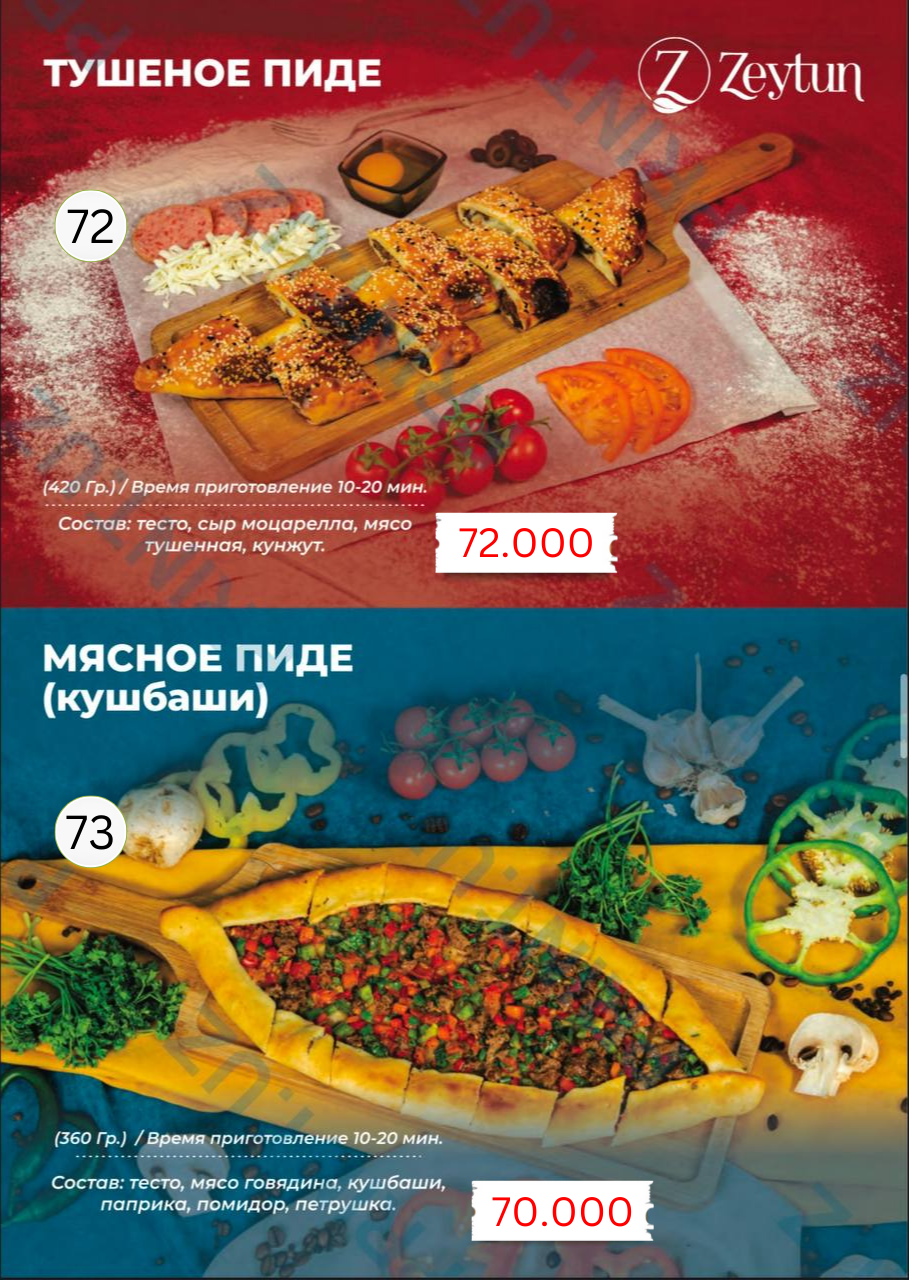 ТУШЕНОЕ ПИДЕ
Z Zeytun
72
(420 Гр.) / Время приготовление 10-20 мин.
Состав: тесто, сыр моцарелла, мясо
тушенная, кунжут.
72.000
МЯСНОЕ ПИДЕ
(кушбаши)
73
(360 Гр.) / Время приготовление 10-20 мин.
Состав: тесто, мясо говядина, кушбаши,
паприка, помидор, петрушка.
70.000